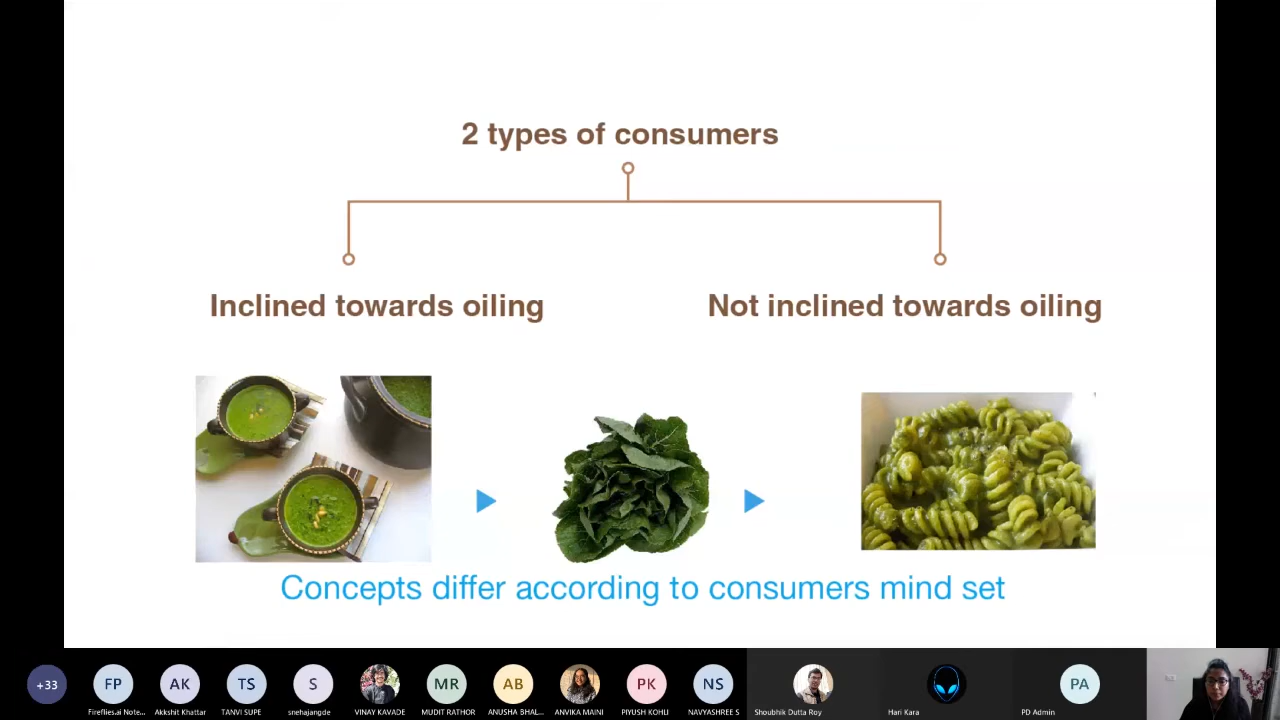 2 types of consumers
Inclined towards oiling
Not inclined towards oiling
Concepts differ according to consumers mind set
+33
FP
AK
TS
S
MR
AB
PK
NS
PA
Fireflies.ai Note...
Akkshit Khattar
TANVI SUPE
snehajangde
VINAY KAVADE
MUDIT RATHOR
ANUSHA BHAL...
ANVIKA MAINI
PIYUSH KOHLI
NAVYASHREE S
Shoubhik Dutta Roy
Hari Kara
PD Admin